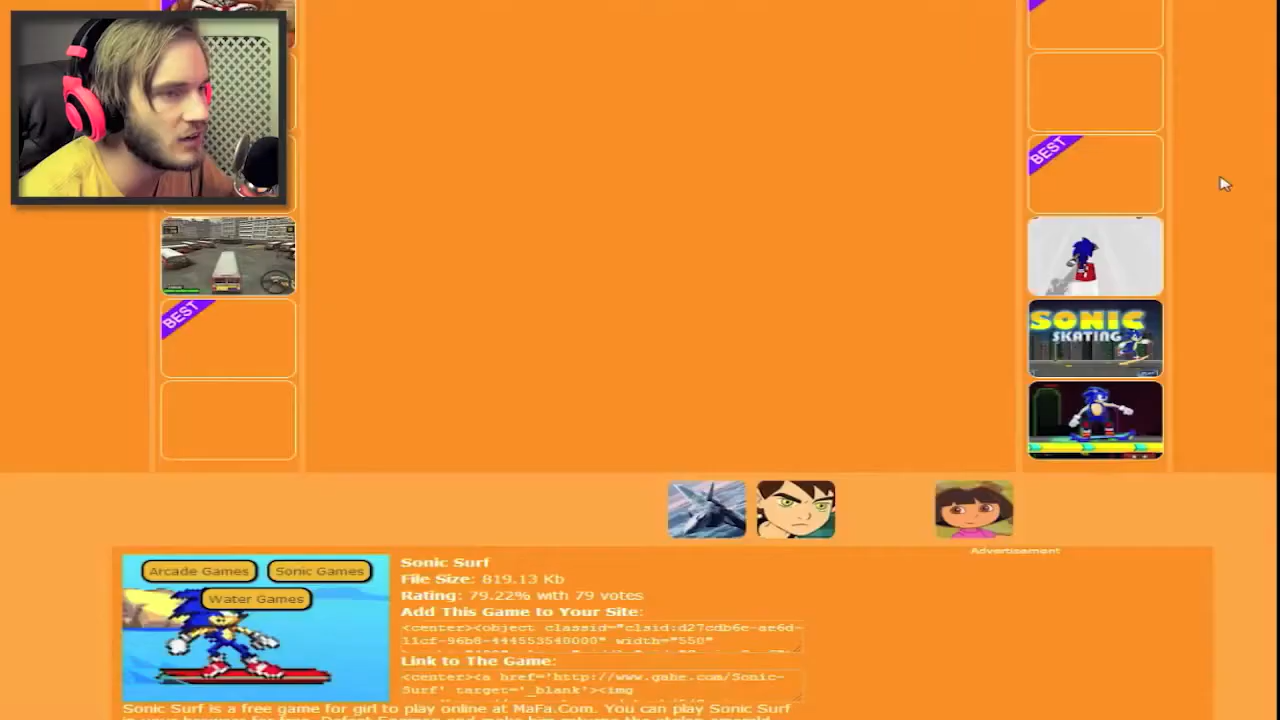 BEST
BEST
SONIC
SKATING
Advertisement
Arcade Games
Sonic Games
Water Games
Sonic Surf
File Size: 819.13 Kb
Rating: 79.22% with 79 votes
Add This Game to Your Site:
<center><object classid="clsid:d27cdb6e-ae6d-
11cf-96b8-444553540000" width="550"
Link to The Game:
<center><a href='http://www.gahe.com/Sonic-
Surf' target='_blank'><img
Sonic Surf is a free game for girl to play online at MaFa.Com. You can play Sonic Surf